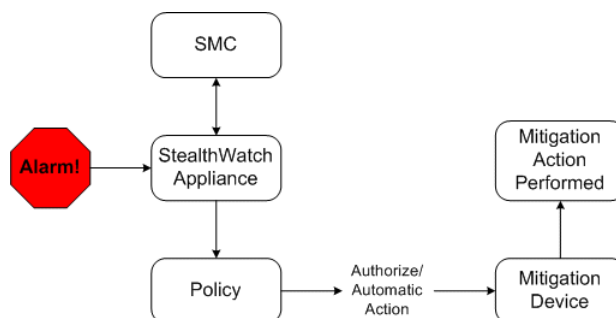 SMC
Alarm!
StealthWatch
Appliance
Mitigation
Action
Performed
Policy
Authorize/
Automatic
Action
Mitigation
Device